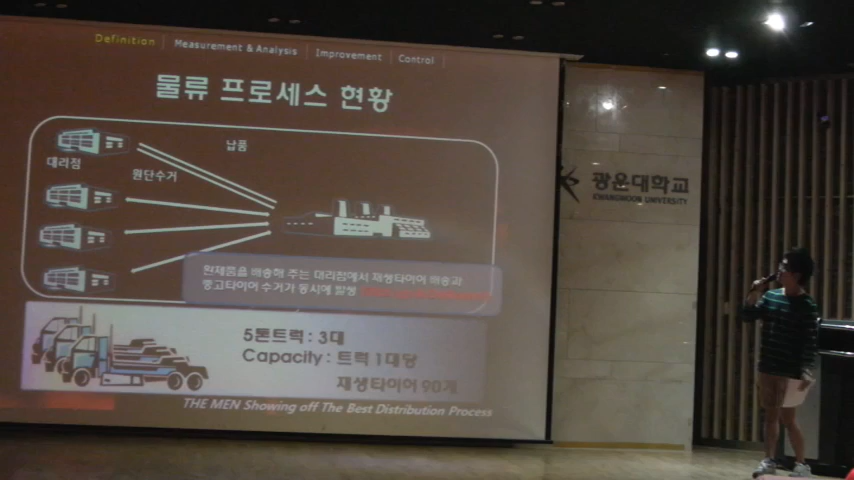 Definition
Measurement & Analysis
Improvement
Control
물류 프로세스 현황
납품
대리점
원단수거
광운대학교
KWANGWOON UNIVERSITY
완제품을 배송해 주는 대리점에서 재생타이어 배송과
중고타이어 수거가 동시에 발생
5톤트럭 : 3대
Capacity : 트럭 1대당
재생타이어 90개
THE MEN Showing off The Best Distribution Process